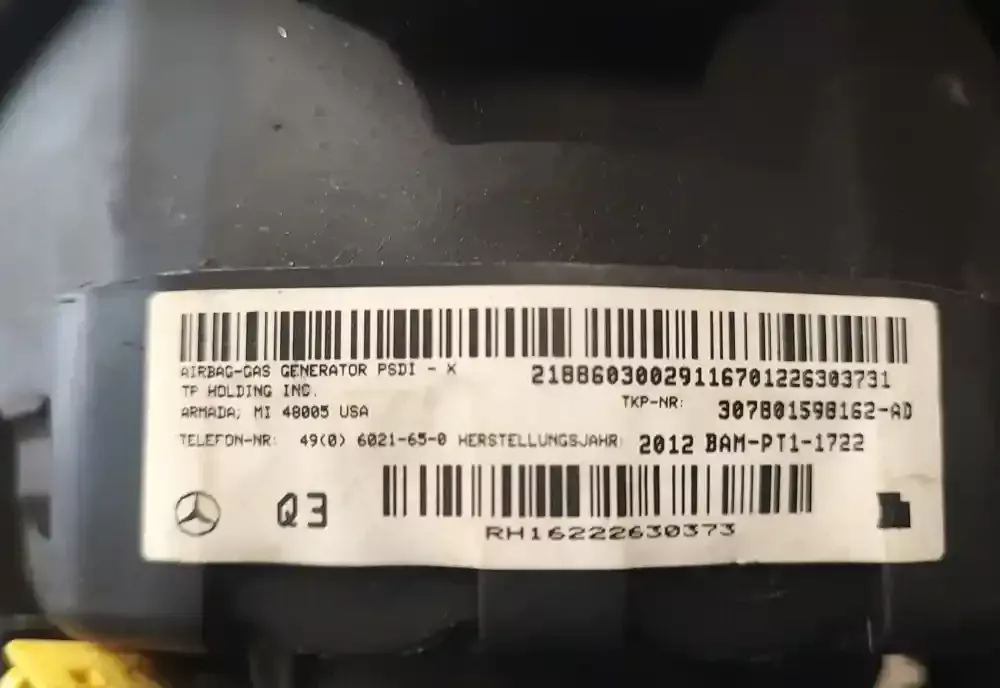 AIRBAG-GAS GENERATOR PSDI - X
21886030029116701226303731
TP HOLDING INC.
TKP-NR: 307801598162-AD
ARMADA, MI 48005 USA
TELEFON-NR: 49(0) 6021-65-0 HERSTELLUNGSJAHR: 2012 BAM-PT1-1722
Q3
RH16222630373